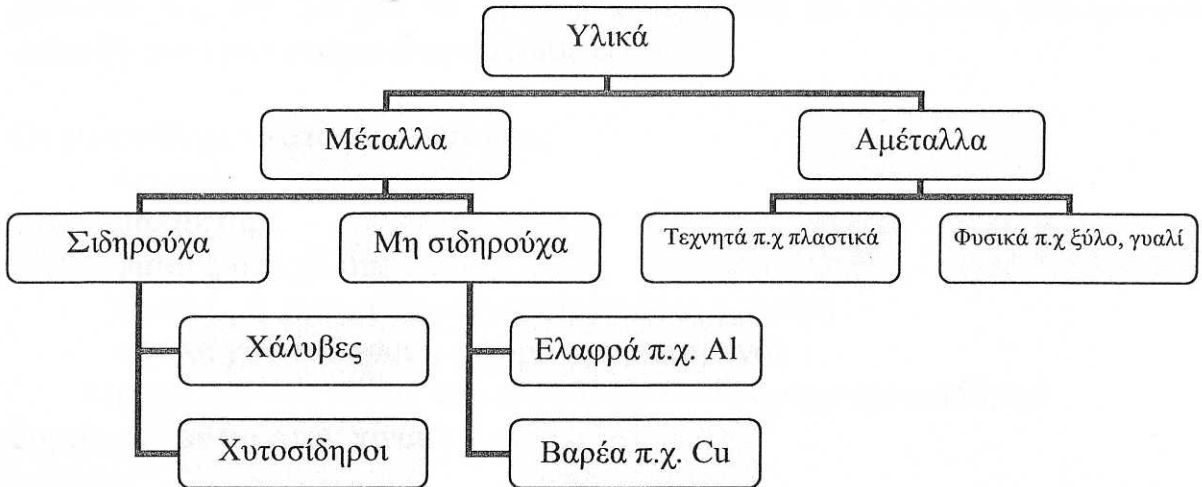 Υλικά
Μέταλλα
Αμέταλλα
Σιδηρούχα
Μη σιδηρούχα
Τεχνητά π.χ πλαστικά
Φυσικά π.χ ξύλο, γυαλί
Χάλυβες
Ελαφρά π.χ. Al
Χυτοσίδηροι
Βαρέα π.χ. Cu